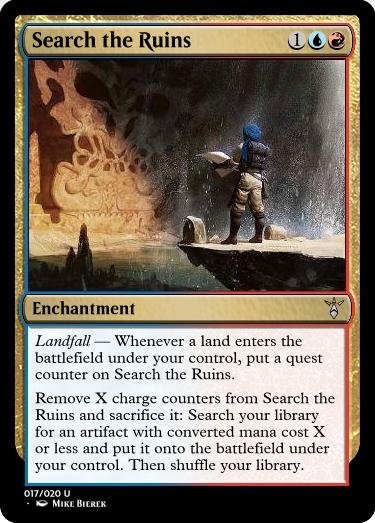 Search the Ruins 1
Enchantment
Landfall — Whenever a land enters the
battlefield under your control, put a quest
counter on Search the Ruins.
Remove X charge counters from Search the
Ruins and sacrifice it: Search your library
for an artifact with converted mana cost X
or less and put it onto the battlefield under
your control. Then shuffle your library.
017/020 U
· Mike Bierek